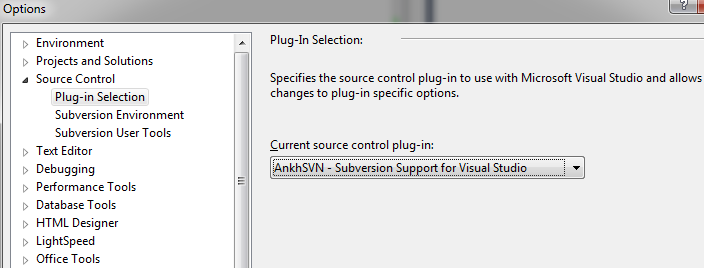 Options
?
Environment
Projects and Solutions
Source Control
Plug-in Selection
Subversion Environment
Subversion User Tools
Text Editor
Debugging
Performance Tools
Database Tools
HTML Designer
LightSpeed
Office Tools
Plug-In Selection:
Specifies the source control plug-in to use with Microsoft Visual Studio and allows
changes to plug-in specific options.
Current source control plug-in:
AnkhSVN - Subversion Support for Visual Studio